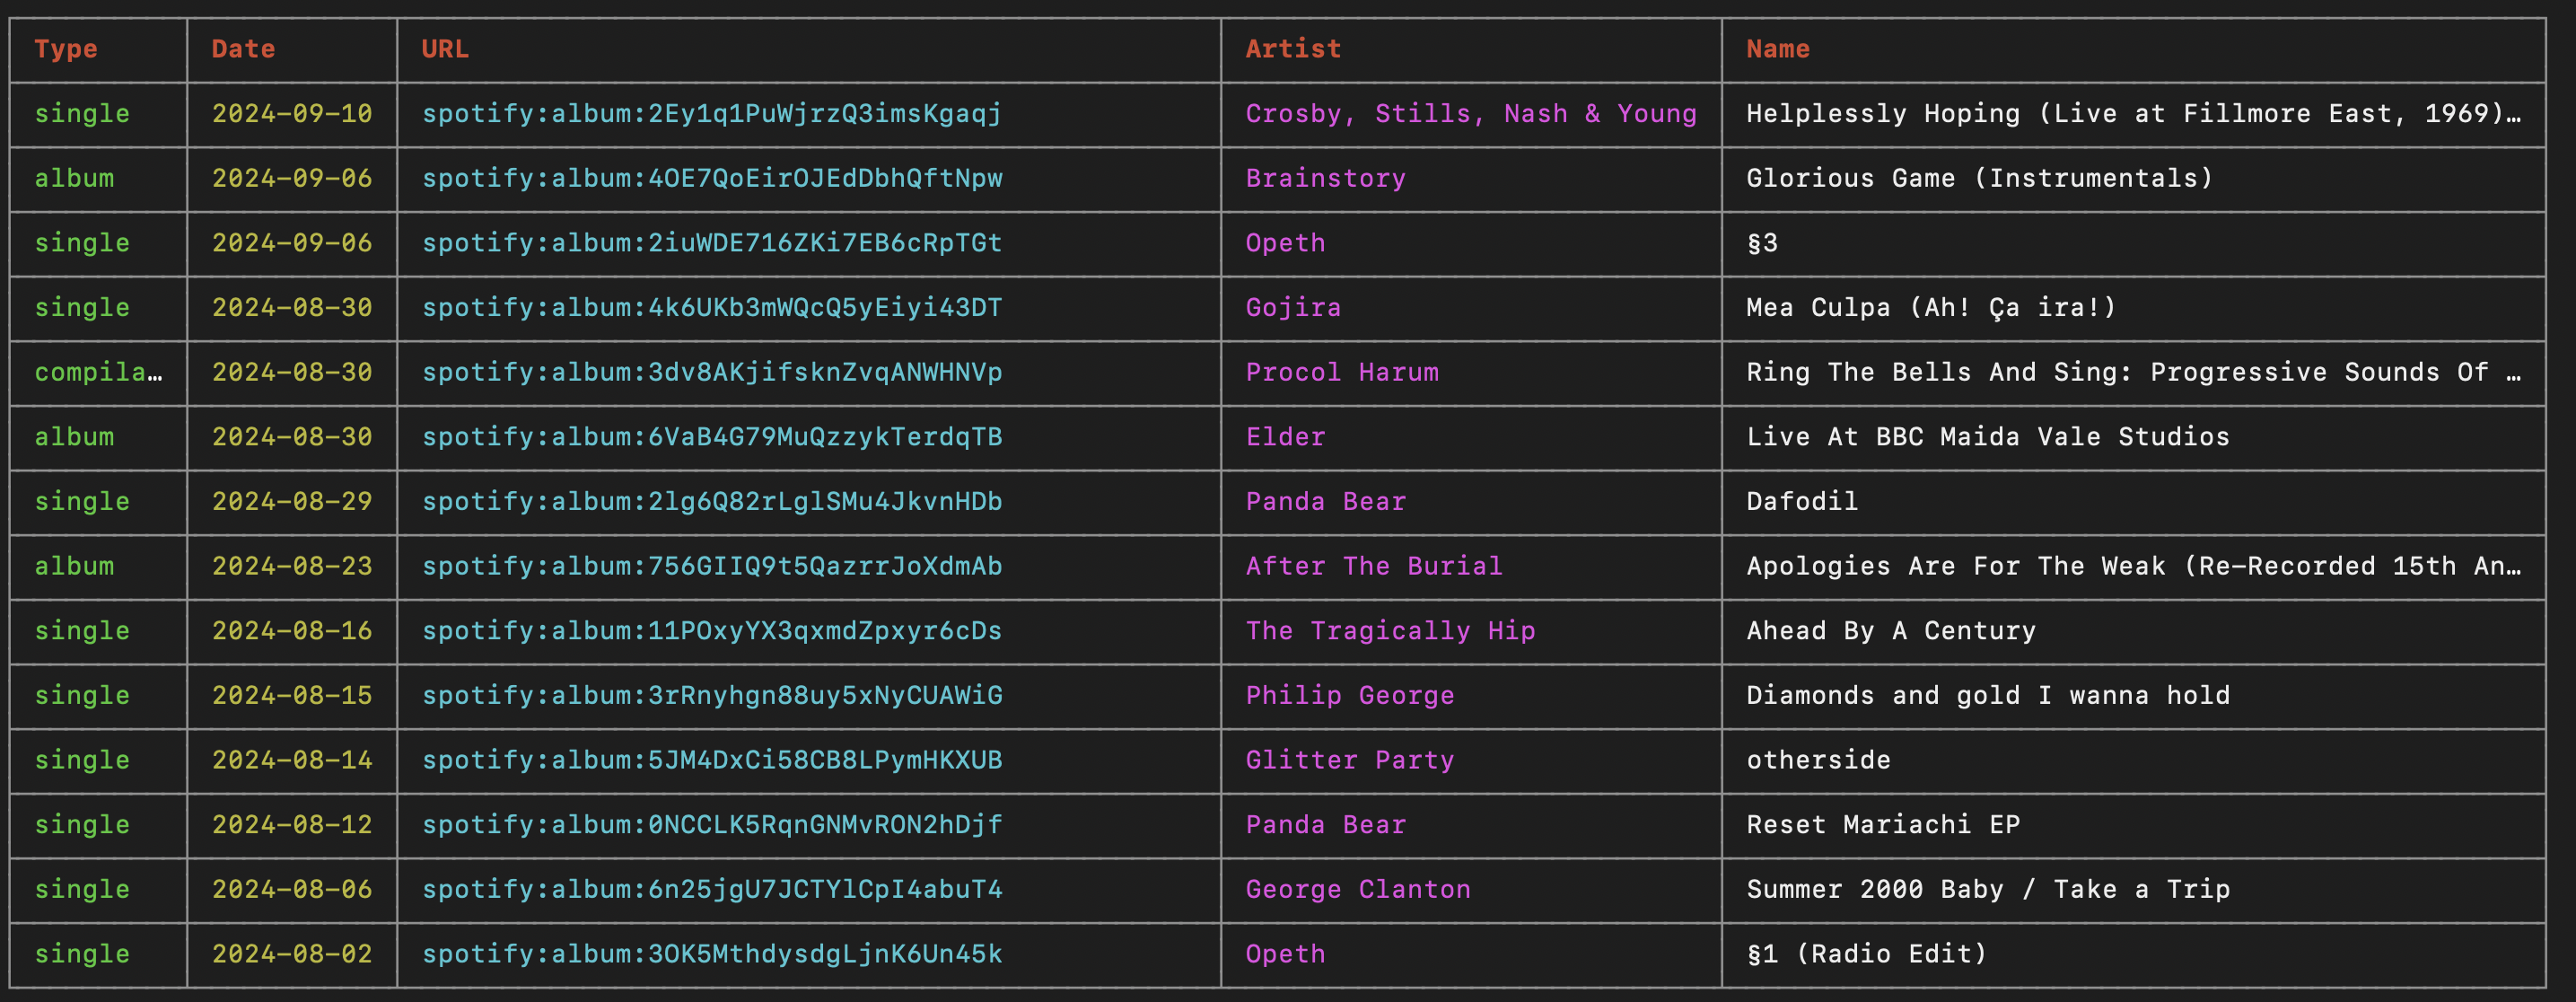 Type Date URL Artist Name
single 2024-09-10 spotify:album:2Ey1q1PuWjrzQ3imsKgaqj Crosby, Stills, Nash & Young Helplessly Hoping (Live at Fillmore East, 1969)…
album 2024-09-06 spotify:album:4OE7QoEirOJEdDbhQftNpw Brainstory Glorious Game (Instrumentals)
single 2024-09-06 spotify:album:2iuWDE716ZKi7EB6cRpTGt Opeth §3
single 2024-08-30 spotify:album:4k6UKb3mWQcQ5yEiyi43DT Gojira Mea Culpa (Ah! Ça ira!)
compila… 2024-08-30 spotify:album:3dv8AKjifsknZvqANWHNVp Procol Harum Ring The Bells And Sing: Progressive Sounds Of …
album 2024-08-30 spotify:album:6VaB4G79MuQzzykTerdqTB Elder Live At BBC Maida Vale Studios
single 2024-08-29 spotify:album:2lg6Q82rLglSMu4JkvnHDb Panda Bear Dafodil
album 2024-08-23 spotify:album:756GIIQ9t5QazrrJoXdmAb After The Burial Apologies Are For The Weak (Re-Recorded 15th An…
single 2024-08-16 spotify:album:11POxyYX3qxmdZpxyr6cDs The Tragically Hip Ahead By A Century
single 2024-08-15 spotify:album:3rRnyhgn88uy5xNyCUAWiG Philip George Diamonds and gold I wanna hold
single 2024-08-14 spotify:album:5JM4DxCi58CB8LPymHKXUB Glitter Party otherside
single 2024-08-12 spotify:album:0NCCLK5RqnGNMvRON2hDjf Panda Bear Reset Mariachi EP
single 2024-08-06 spotify:album:6n25jgU7JCTYlCpI4abuT4 George Clanton Summer 2000 Baby / Take a Trip
single 2024-08-02 spotify:album:3OK5MthdysdgLjnK6Un45k Opeth §1 (Radio Edit)